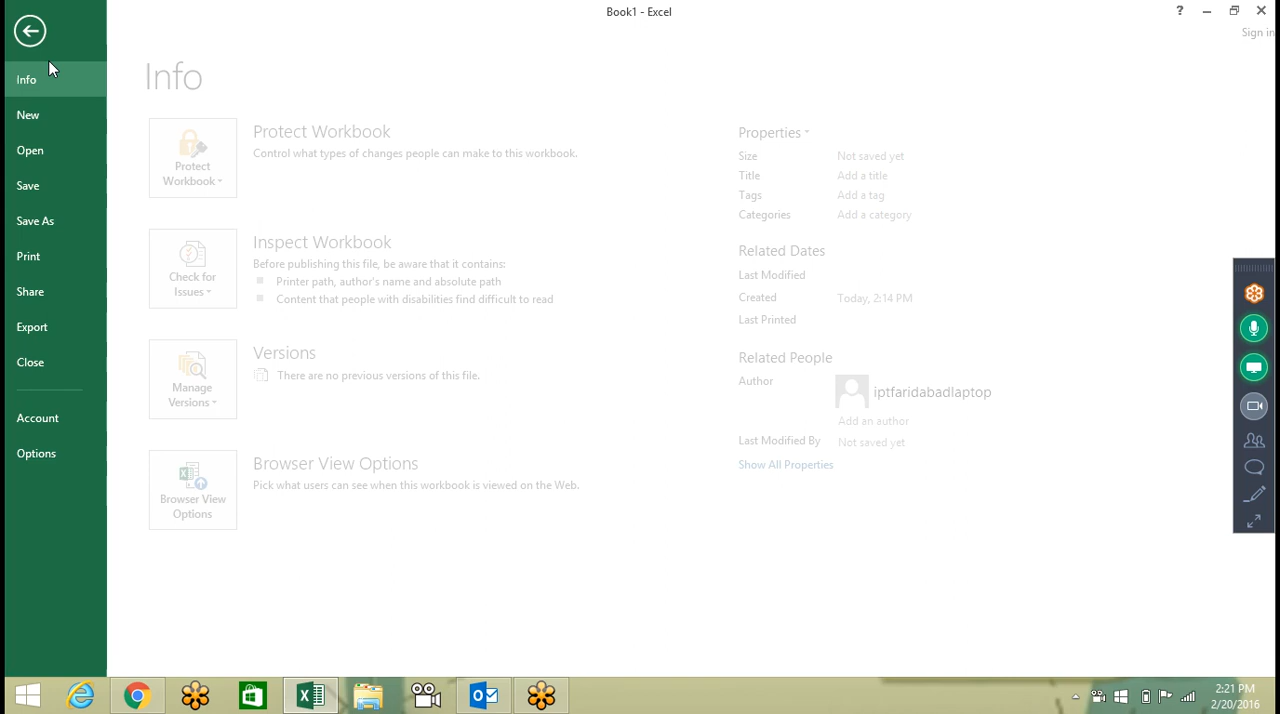 Book1 - Excel
?
Sign in
Info
New
Open
Save
Save As
Print
Share
Export
Close
Account
Options
Info
Protect Workbook
Protect Workbook
Control what types of changes people can make to this workbook.
Check for Issues
Inspect Workbook
Before publishing this file, be aware that it contains:
Printer path, author's name and absolute path
Content that people with disabilities find difficult to read
Manage Versions
Versions
There are no previous versions of this file.
Browser View Options
Browser View Options
Pick what users can see when this workbook is viewed on the Web.
Properties
Size Not saved yet
Title Add a title
Tags Add a tag
Categories Add a category
Related Dates
Last Modified
Created Today, 2:14 PM
Last Printed
Related People
Author iptfaridabadlaptop
Add an author
Last Modified By Not saved yet
Show All Properties
2:21 PM
2/20/2016